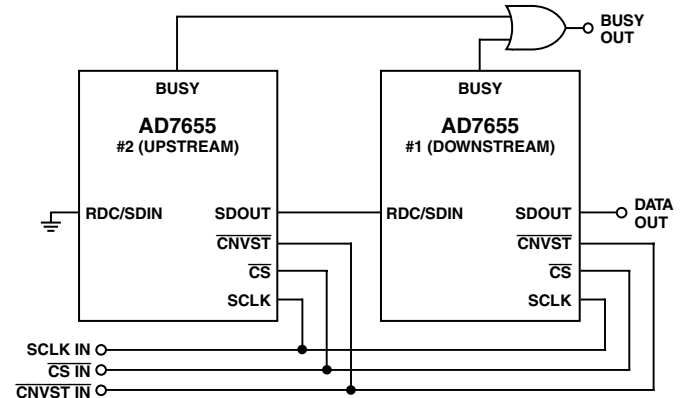 BUSY
OUT
BUSY
BUSY
AD7655
#2 (UPSTREAM)
AD7655
#1 (DOWNSTREAM)
RDC/SDIN
SDOUT
RDC/SDIN
SDOUT
DATA
OUT
CNVST
CNVST
CS
CS
SCLK
SCLK
SCLK IN
CS IN
CNVST IN